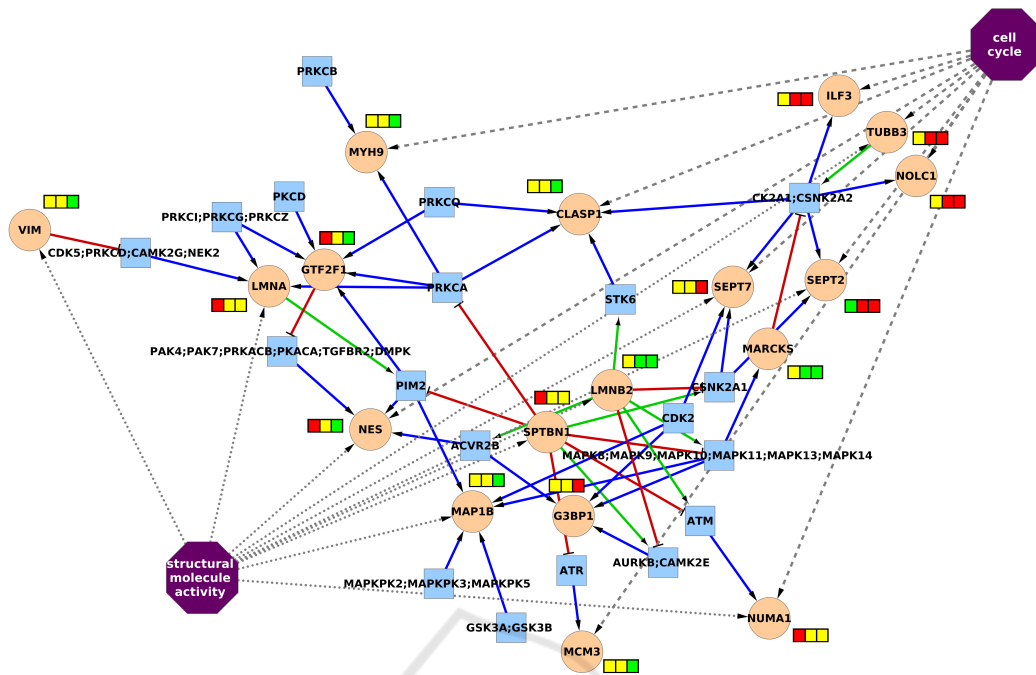 cell
cycle
PRKCB
ILF3
TUBB3
MYH9
NOLC1
PKCD
CK2A1;CSNK2A2
PRKCQ
PRKCI;PRKCG;PRKCZ
CLASP1
VIM
CDK5;PRKCD;CAMK2G;NEK2
GTF2F1
SEPT2
LMNA
PRKCA
SEPT7
STK6
MARCKS
PAK4;PAK7;PRKACB;PKACA;TGFBR2;DMPK
PIM2
LMNB2
CSNK2A1
CDK2
NES
SPTBN1
ACVR2B
MAPK8;MAPK9;MAPK10;MAPK11;MAPK13;MAPK14
MAP1B
G3BP1
ATM
structural
molecule
activity
AURKB;CAMK2E
ATR
MAPKPK2;MAPKPK3;MAPKPK5
NUMA1
GSK3A;GSK3B
MCM3